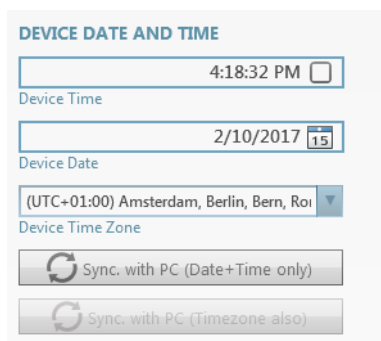 DEVICE DATE AND TIME
4:18:32 PM
Device Time
2/10/2017 15
Device Date
(UTC+01:00) Amsterdam, Berlin, Bern, Roi
Device Time Zone
Sync. with PC (Date+Time only)
Sync. with PC (Timezone also)